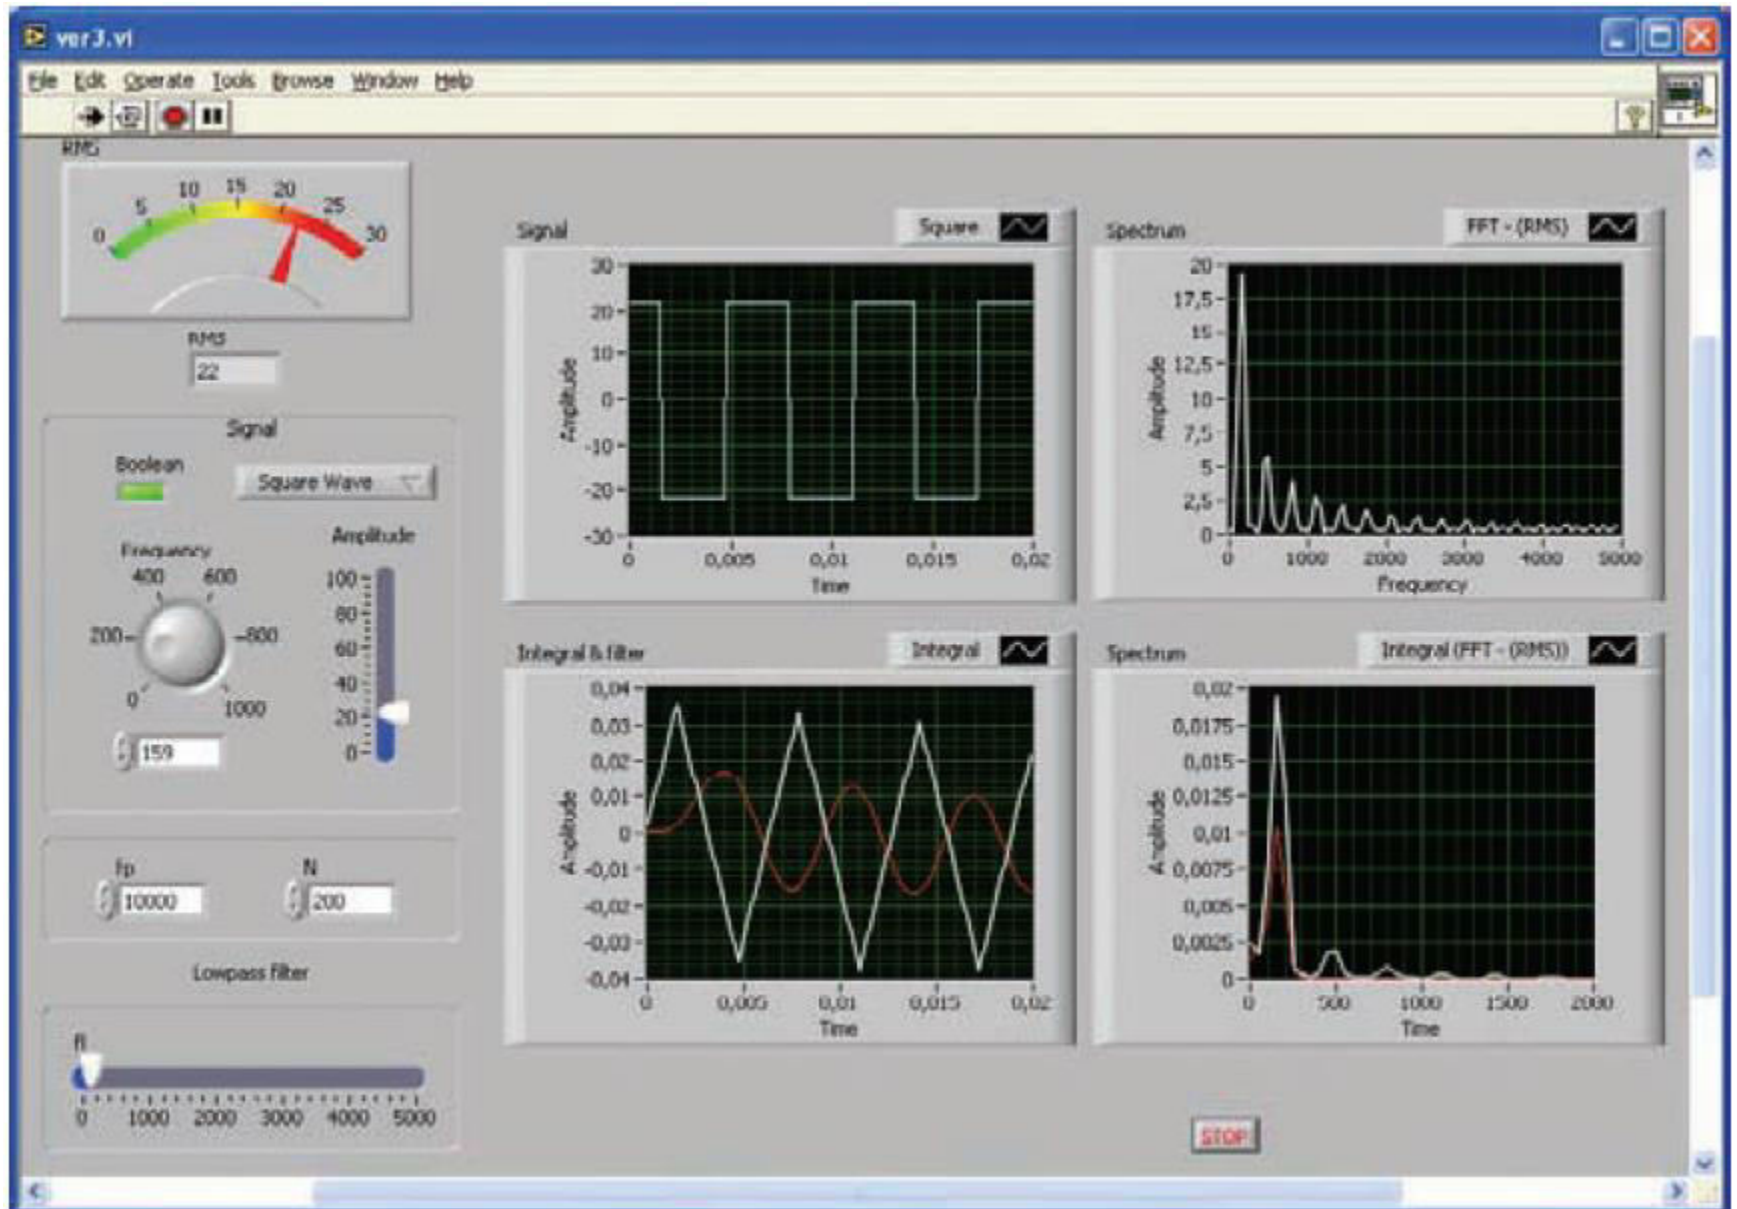 ver3.vi
File Edit Operate Tools Browse Window Help
RMS
0 5 10 15 20 25 30
RMS
22
Signal
Boolean
Square Wave
Frequency
0 200 400 600 800 1000
159
Amplitude
100
80
60
40
20
0
Fp
10000
N
200
Lowpass filter
fl
0 1000 2000 3000 4000 5000
Signal
Square
Amplitude
30
20
10
0
-10
-20
-30
0 0,005 0,01 0,015 0,02
Time
Spectrum
FFT - (RMS)
Amplitude
20
17,5
15
12,5
10
7,5
5
2,5
0
0 1000 2000 3000 4000 5000
Frequency
Integral & filter
Integral
Amplitude
0,04
0,03
0,02
0,01
0
-0,01
-0,02
-0,03
-0,04
0 0,005 0,01 0,015 0,02
Time
Spectrum
Integral (FFT - (RMS))
Amplitude
0,02
0,0175
0,015
0,0125
0,01
0,0075
0,005
0,0025
0
0 500 1000 1500 2000
Time
STOP